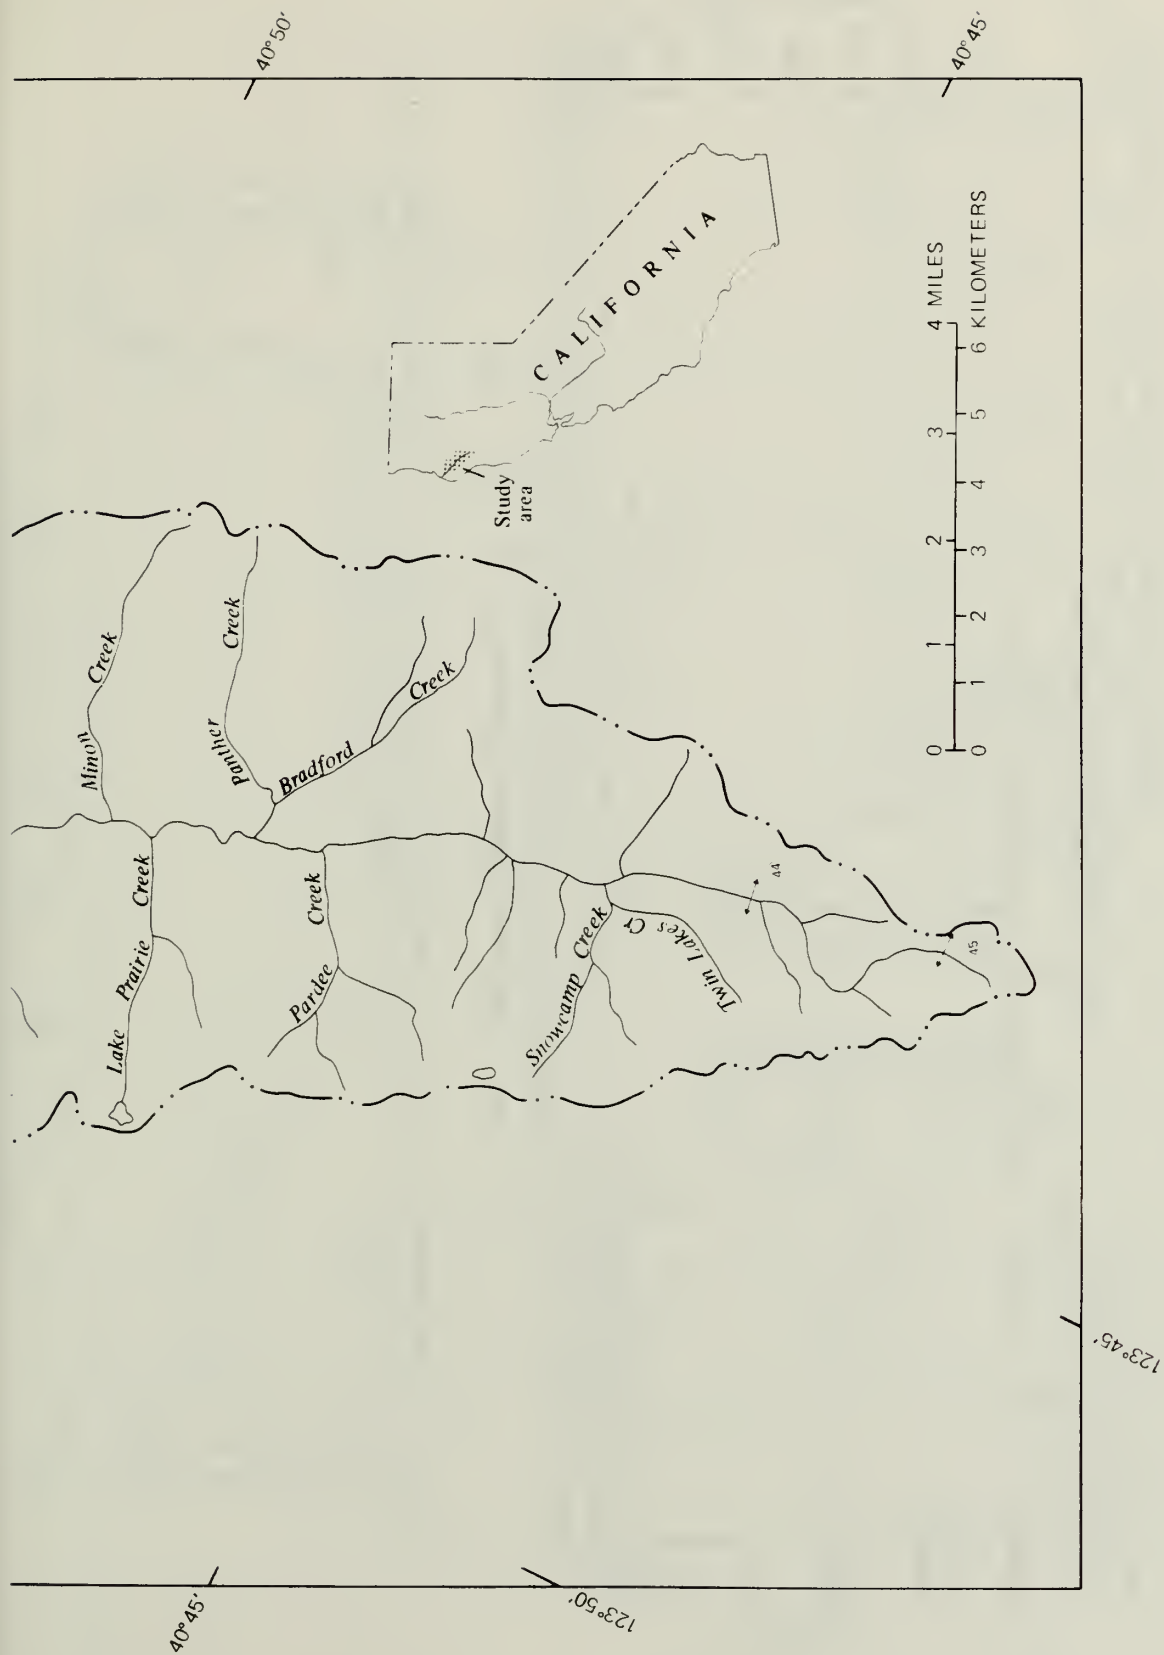 40°50'
40°45'
Minon Creek
Panther Creek
Bradford Creek
Lake Prairie Creek
Pardee Creek
Snowcamp Creek
Twin Lakes Cr
44
45
CALIFORNIA
Study
area
0 1 2 3 4 MILES
0 1 2 3 4 5 6 KILOMETERS
40°45'
123°50'
123°45'